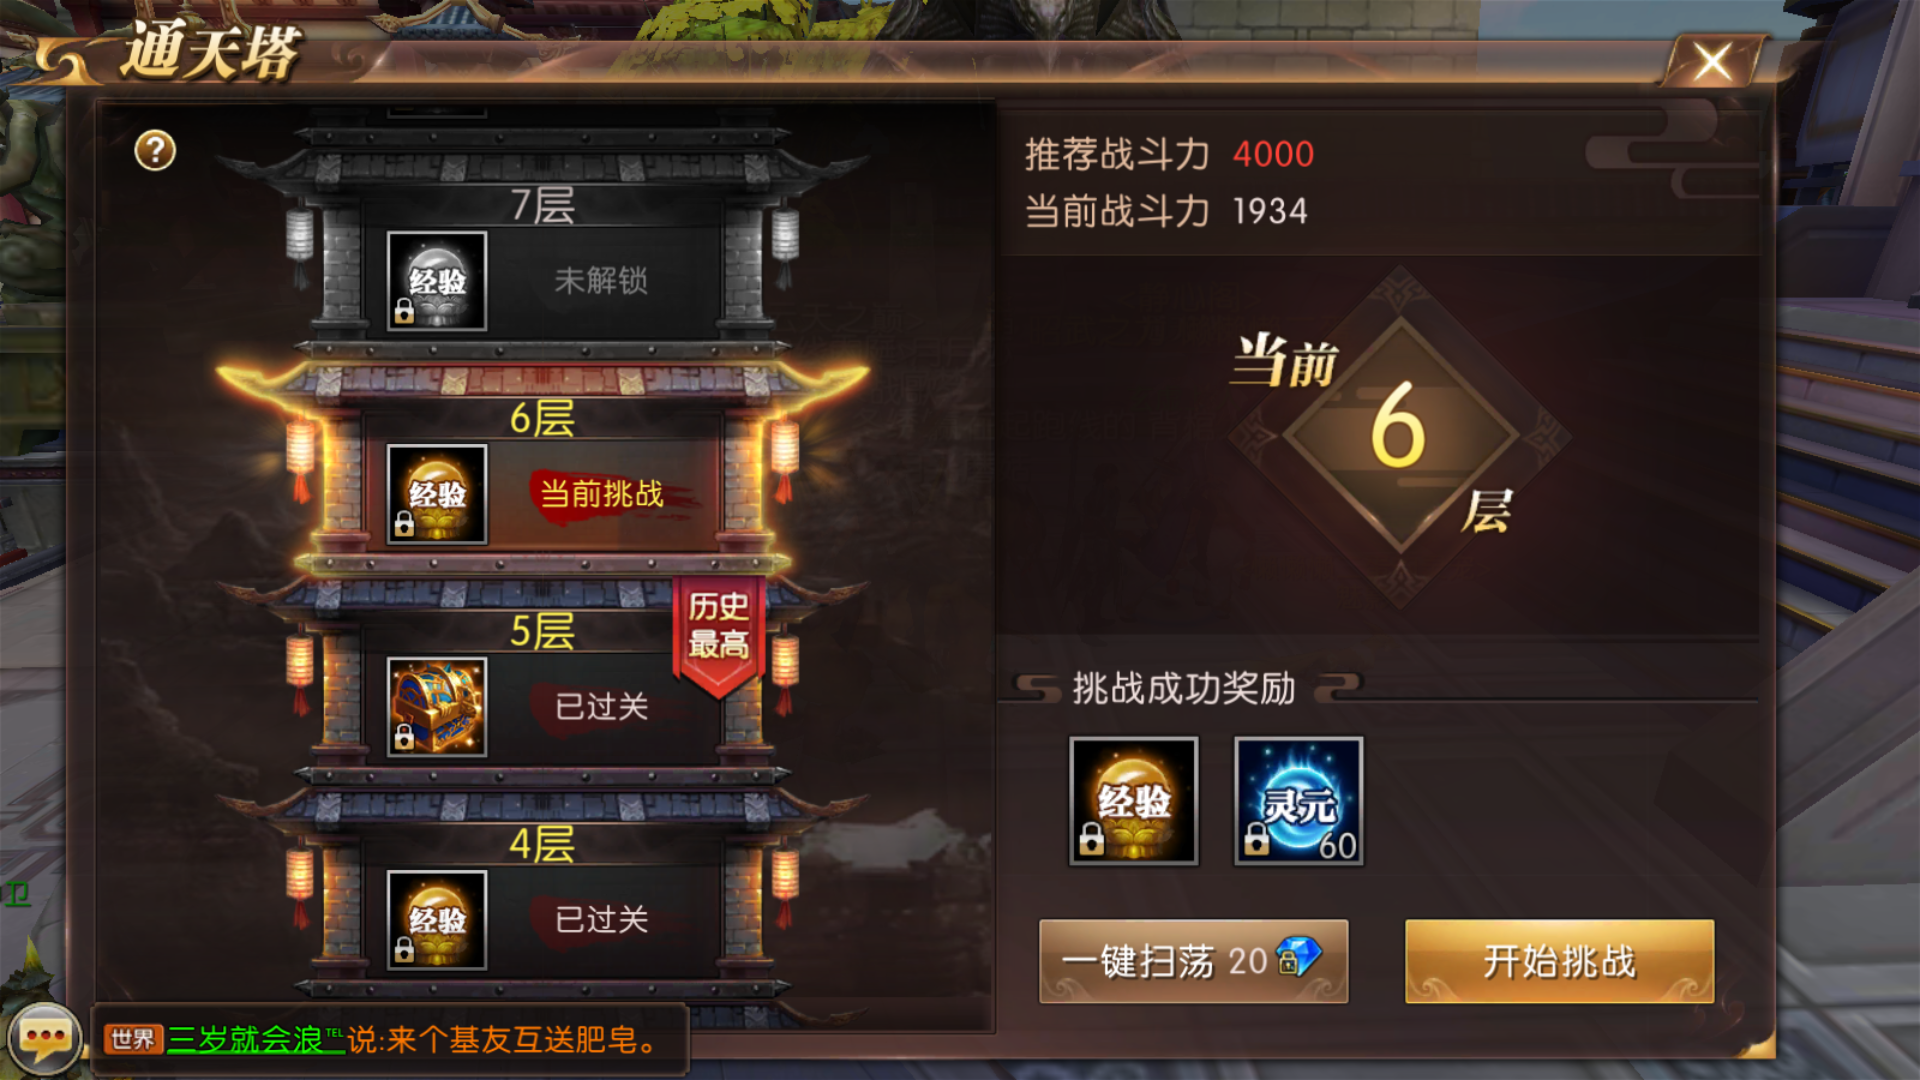 通天塔
?
7层
经验
未解锁
6层
经验
当前挑战
5层
历史
最高
已过关
4层
经验
已过关
推荐战斗力 4000
当前战斗力 1934
当前
6
层
挑战成功奖励
经验
灵元
60
一键扫荡 20
开始挑战
卫
世界 三岁就会浪℡说:来个基友互送肥皂。